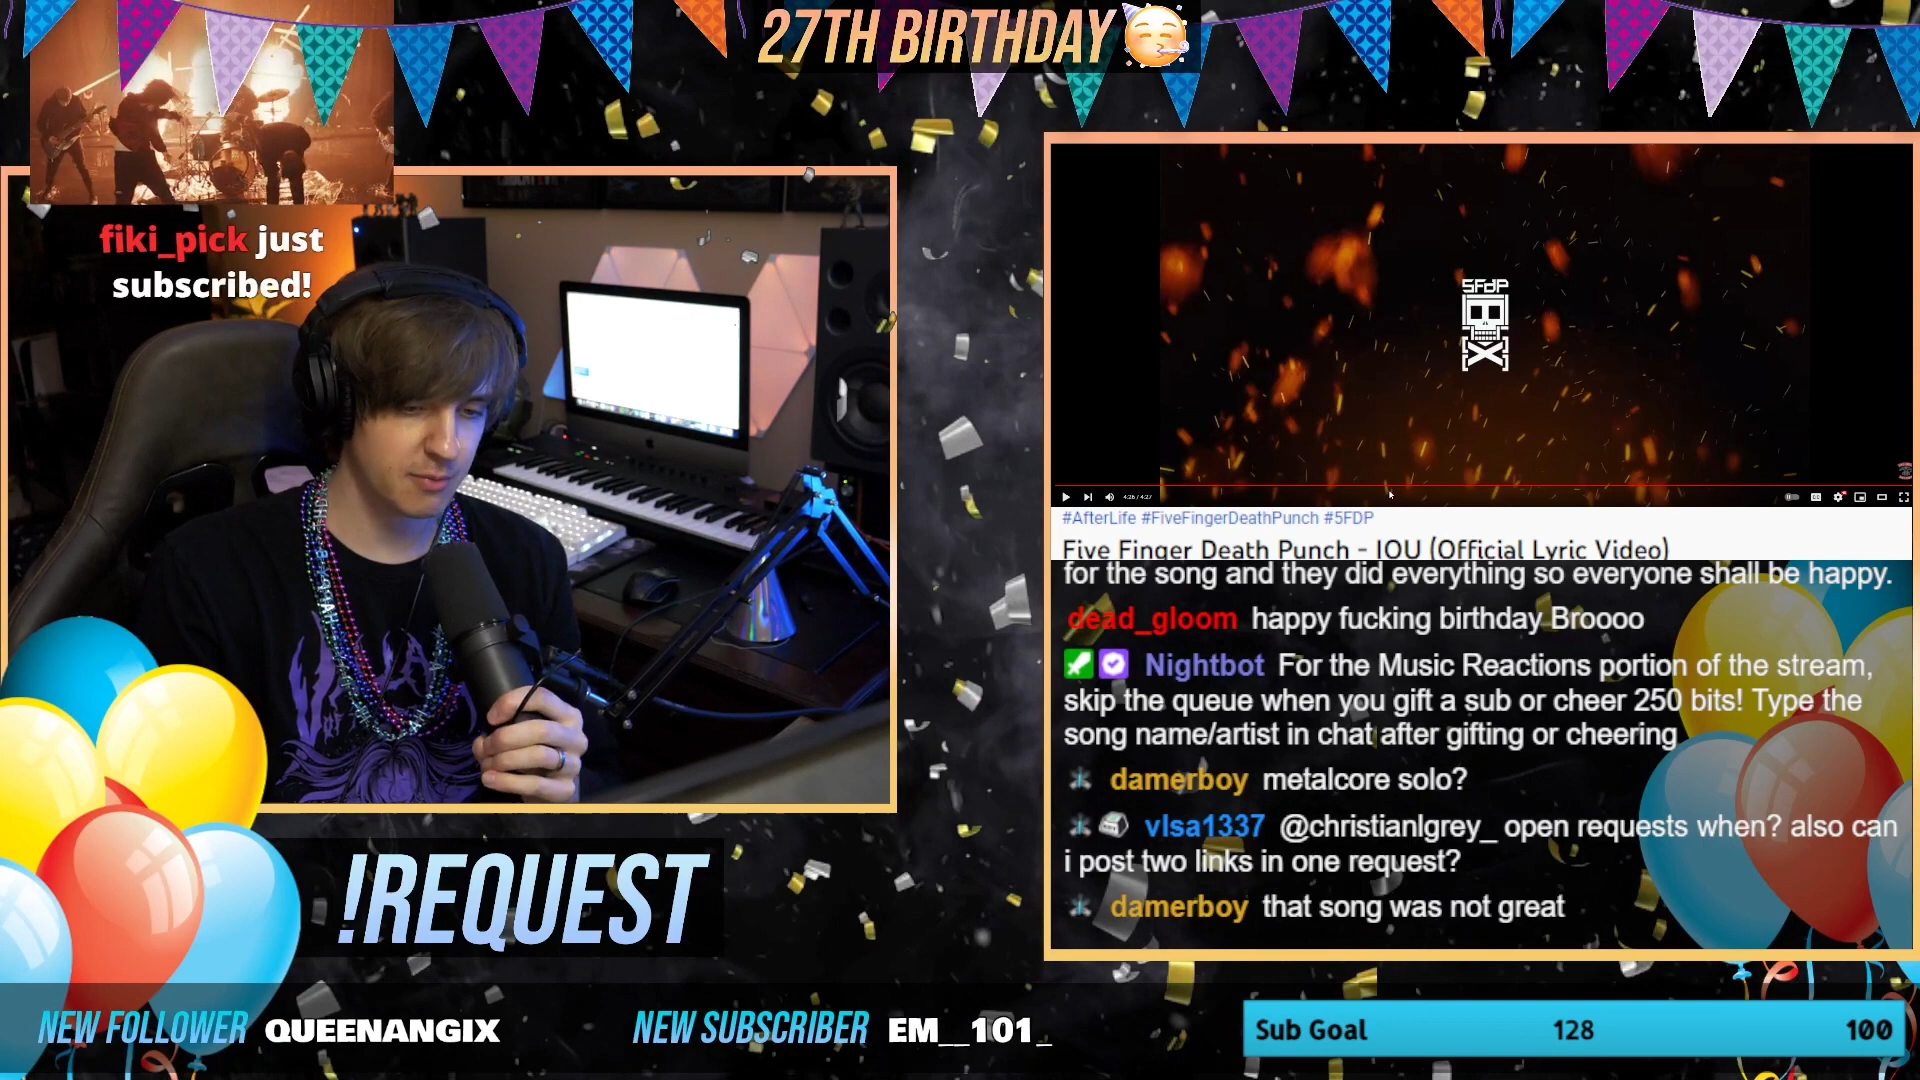 27TH BIRTHDAY
fiki_pick just
subscribed!
5FDP
4:26 / 4:27
#AfterLife #FiveFingerDeathPunch #5FDP
Five Finger Death Punch - IOU (Official Lyric Video)
for the song and they did everything so everyone shall be happy.
dead_gloom happy fucking birthday Broooo
Nightbot For the Music Reactions portion of the stream,
skip the queue when you gift a sub or cheer 250 bits! Type the
song name/artist in chat after gifting or cheering
damerboy metalcore solo?
vlsa1337 @christianlgrey_ open requests when? also can
i post two links in one request?
damerboy that song was not great
!REQUEST
NEW FOLLOWER QUEENANGIX
NEW SUBSCRIBER EM__101_
Sub Goal 128 100